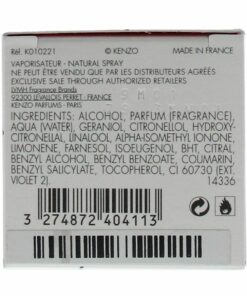 Réf. K010221
© KENZO
MADE IN FRANCE
VAPORISATEUR - NATURAL SPRAY
NE PEUT ÊTRE VENDU QUE PAR LES DISTRIBUTEURS AGRÉÉS
EXCLUSIVE SALE THROUGH AUTHORIZED RETAILERS
LVMH Fragrance Brands
92300 LEVALLOIS PERRET - FRANCE
KENZO PARFUMS - PARIS
INGREDIENTS: ALCOHOL, PARFUM (FRAGRANCE),
AQUA (WATER), GERANIOL, CITRONELLOL, HYDROXY-
CITRONELLAL, LINALOOL, ALPHA-ISOMETHYL IONONE,
LIMONENE, FARNESOL, ISOEUGENOL, BHT, CITRAL,
BENZYL ALCOHOL, BENZYL BENZOATE, COUMARIN,
BENZYL SALICYLATE, TOCOPHEROL, CI 60730 (EXT.
VIOLET 2).
14336
3 274872 404113